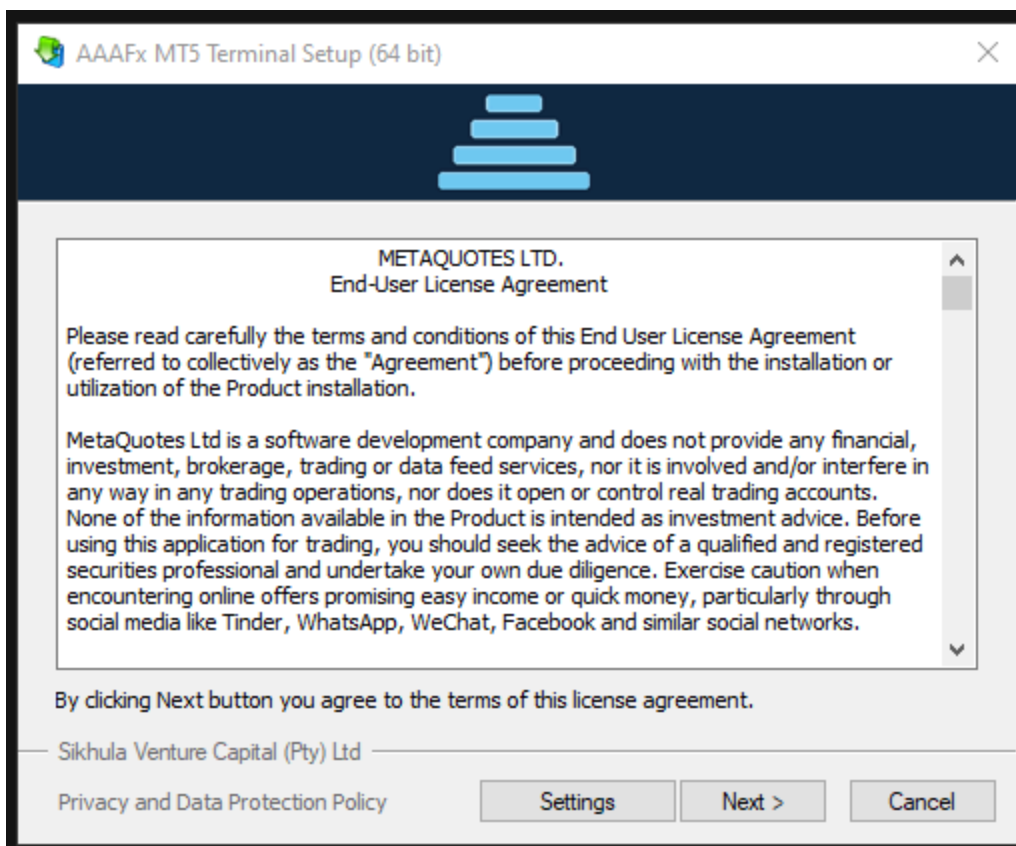 AAAFx MT5 Terminal Setup (64 bit)
METAQUOTES LTD.
End-User License Agreement
Please read carefully the terms and conditions of this End User License Agreement
(referred to collectively as the "Agreement") before proceeding with the installation or
utilization of the Product installation.
MetaQuotes Ltd is a software development company and does not provide any financial,
investment, brokerage, trading or data feed services, nor it is involved and/or interfere in
any way in any trading operations, nor does it open or control real trading accounts.
None of the information available in the Product is intended as investment advice. Before
using this application for trading, you should seek the advice of a qualified and registered
securities professional and undertake your own due diligence. Exercise caution when
encountering online offers promising easy income or quick money, particularly through
social media like Tinder, WhatsApp, WeChat, Facebook and similar social networks.
By clicking Next button you agree to the terms of this license agreement.
Sikhula Venture Capital (Pty) Ltd
Privacy and Data Protection Policy
Settings
Next >
Cancel